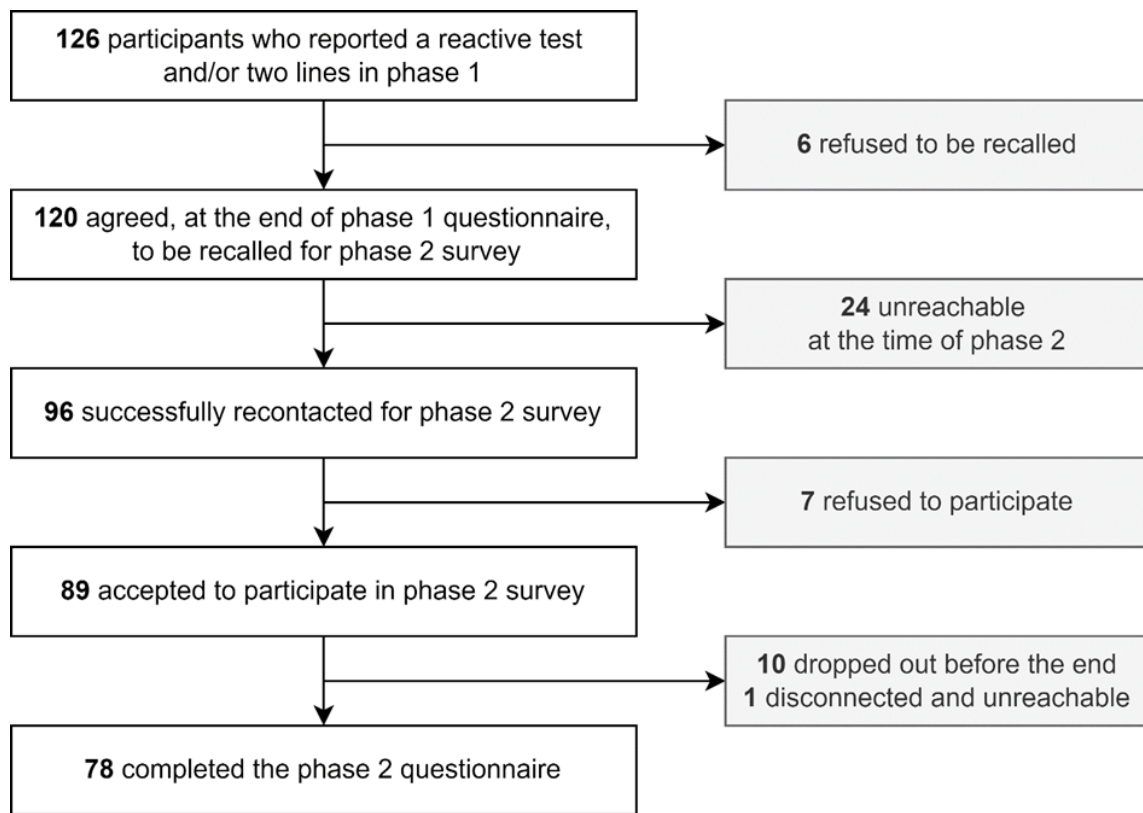 126 participants who reported a reactive test
and/or two lines in phase 1
6 refused to be recalled
120 agreed, at the end of phase 1 questionnaire,
to be recalled for phase 2 survey
24 unreachable
at the time of phase 2
96 successfully recontacted for phase 2 survey
7 refused to participate
89 accepted to participate in phase 2 survey
10 dropped out before the end
1 disconnected and unreachable
78 completed the phase 2 questionnaire